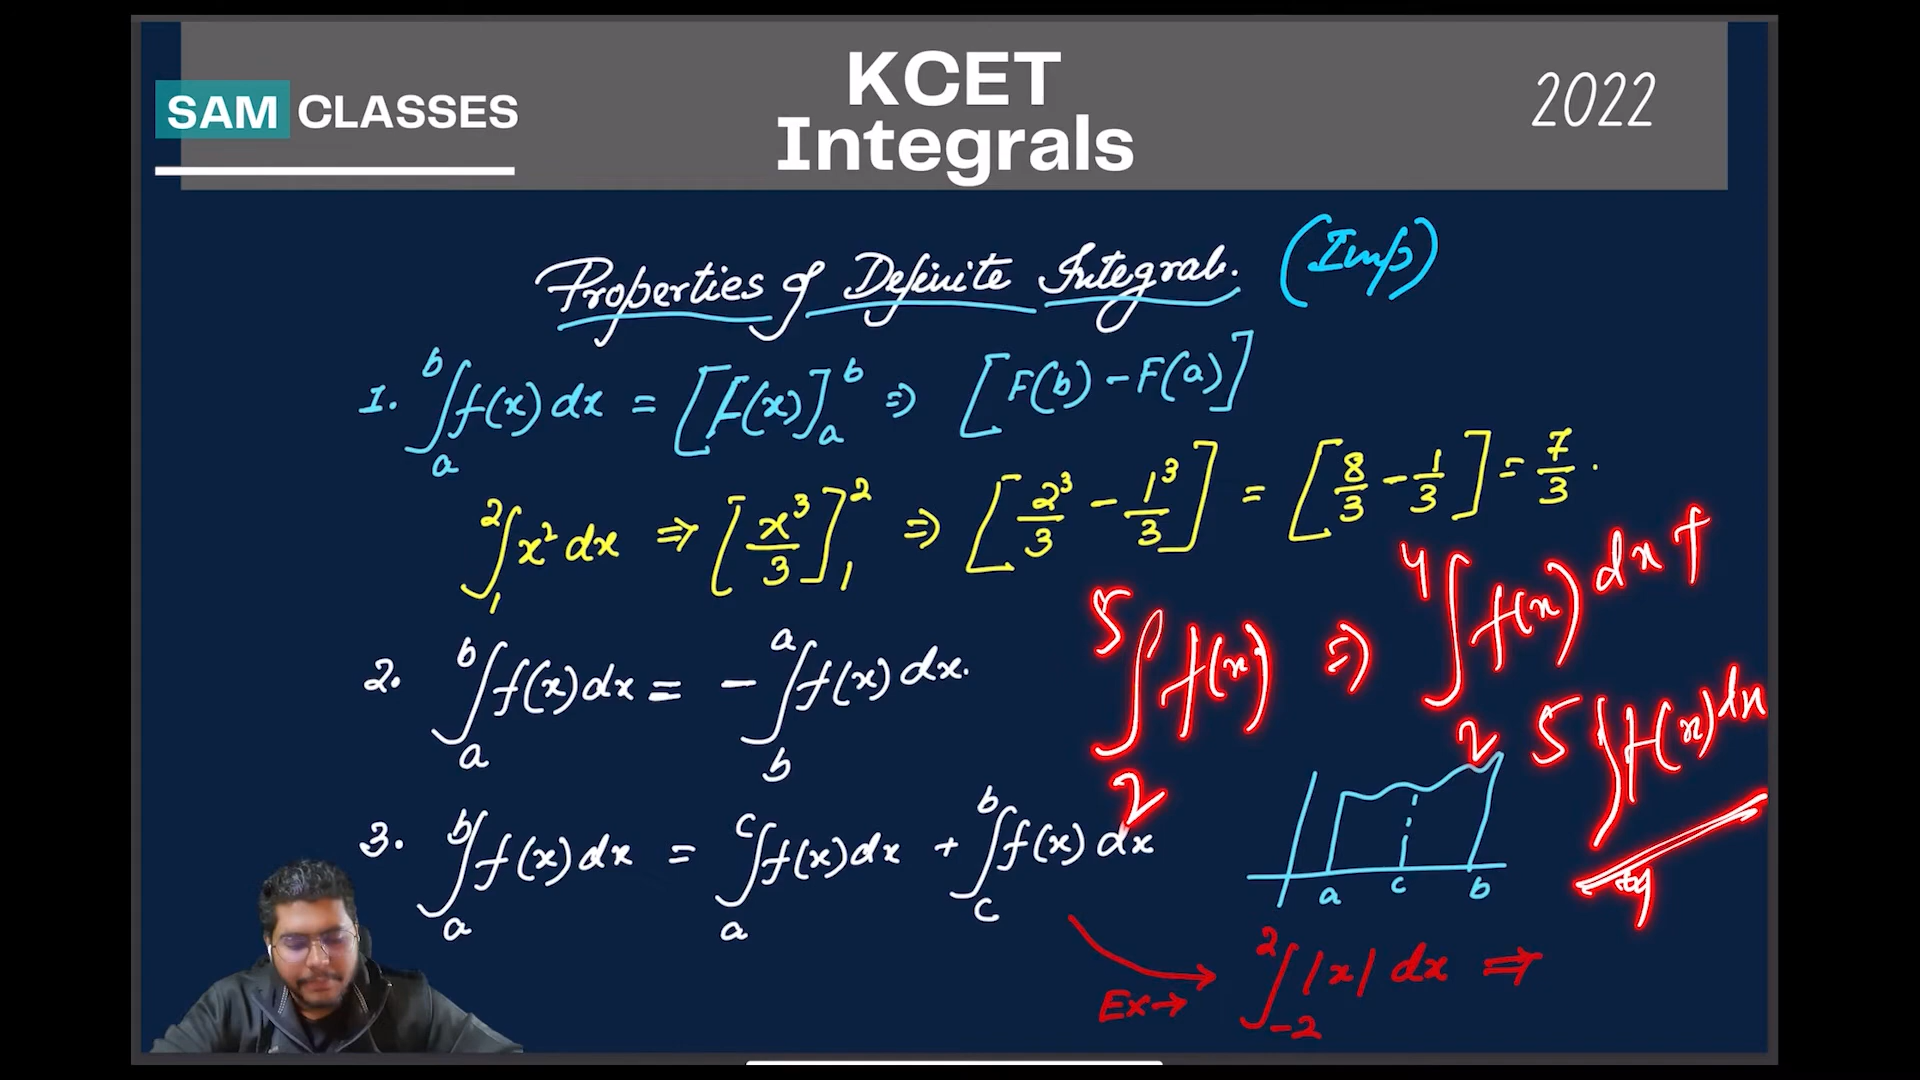 SAM CLASSES
KCET
Integrals
2022
Properties of Definite Integral. (Imp)
1. ∫_a^b f(x) dx = [F(x)]_a^b ⇒ [F(b) - F(a)]
∫_1^2 x² dx ⇒ [x³/3]_1^2 ⇒ [2³/3 - 1³/3] = [8/3 - 1/3] = 7/3.
2. ∫_a^b f(x) dx = - ∫_b^a f(x) dx.
∫_2^5 f(x) ⇒ ∫_2^4 f(x) dx +
∫_4^5 f(x) dx
3. ∫_a^b f(x) dx = ∫_a^c f(x) dx + ∫_c^b f(x) dx
a c b
Ex→ ∫_-2^2 |x| dx ⇒